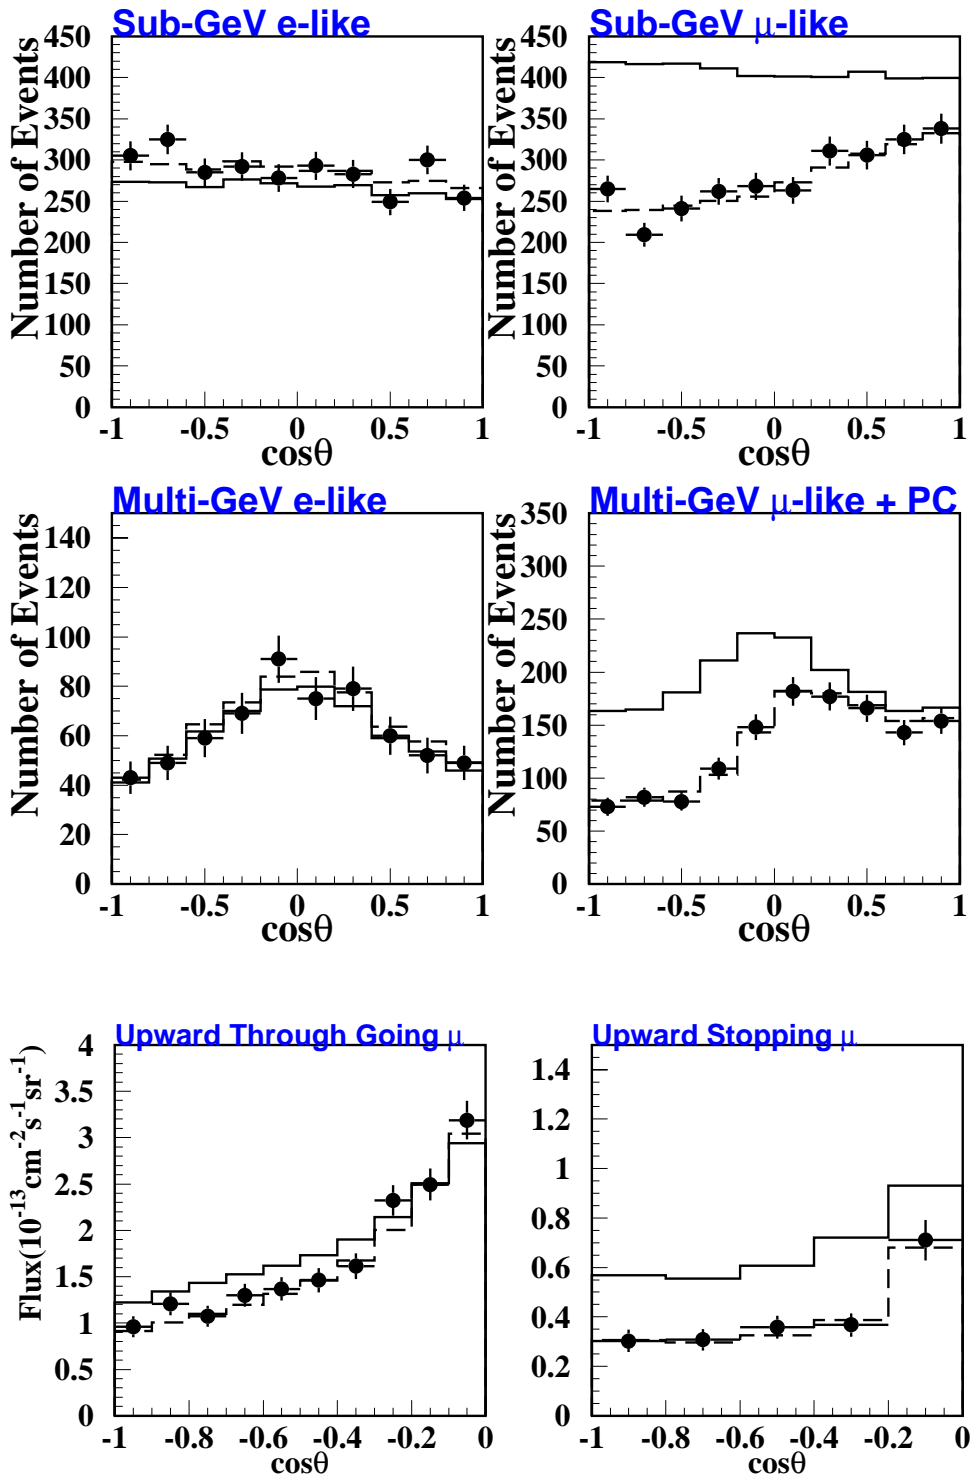 Sub-GeV e-like
Number of Events
450
400
350
300
250
200
150
100
50
0
-1 -0.5 0 0.5 1
cosθ
Sub-GeV μ-like
Number of Events
450
400
350
300
250
200
150
100
50
0
-1 -0.5 0 0.5 1
cosθ
Multi-GeV e-like
Number of Events
140
120
100
80
60
40
20
0
-1 -0.5 0 0.5 1
cosθ
Multi-GeV μ-like + PC
Number of Events
350
300
250
200
150
100
50
0
-1 -0.5 0 0.5 1
cosθ
Upward Through Going μ
Flux(10⁻¹³cm⁻²s⁻¹sr⁻¹)
4
3.5
3
2.5
2
1.5
1
0.5
0
-1 -0.8 -0.6 -0.4 -0.2 0
cosθ
Upward Stopping μ
1.4
1.2
1
0.8
0.6
0.4
0.2
0
-1 -0.8 -0.6 -0.4 -0.2 0
cosθ